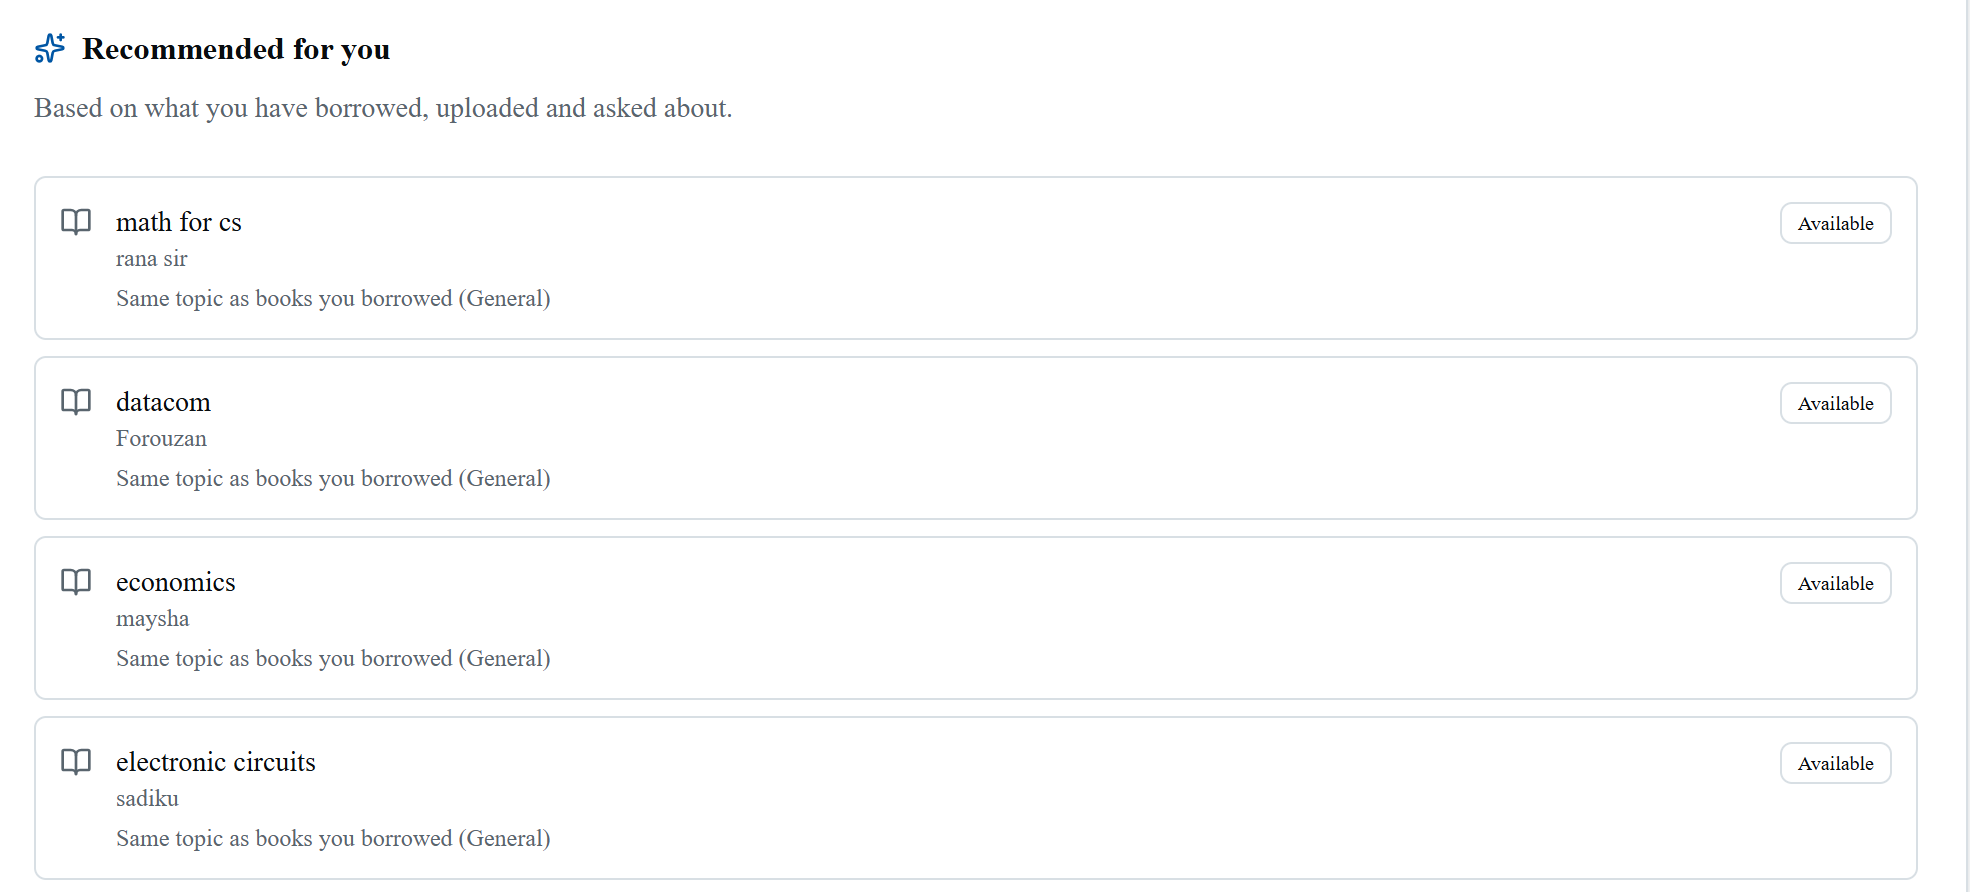 Recommended for you
Based on what you have borrowed, uploaded and asked about.
math for cs
Available
rana sir
Same topic as books you borrowed (General)
datacom
Available
Forouzan
Same topic as books you borrowed (General)
economics
Available
maysha
Same topic as books you borrowed (General)
electronic circuits
Available
sadiku
Same topic as books you borrowed (General)